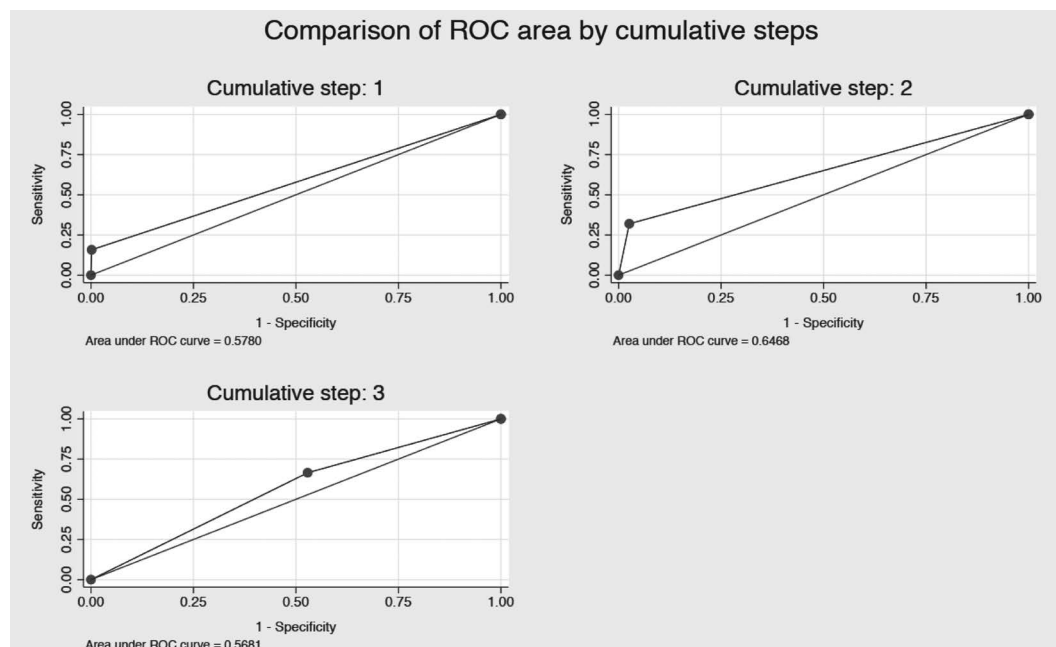 Comparison of ROC area by cumulative steps
Cumulative step: 1
1.00
0.75
0.50
0.25
0.00
Sensitivity
0.00 0.25 0.50 0.75 1.00
1 - Specificity
Area under ROC curve = 0.5780
Cumulative step: 2
1.00
0.75
0.50
0.25
0.00
Sensitivity
0.00 0.25 0.50 0.75 1.00
1 - Specificity
Area under ROC curve = 0.6468
Cumulative step: 3
1.00
0.75
0.50
0.25
0.00
Sensitivity
0.00 0.25 0.50 0.75 1.00
1 - Specificity
Area under ROC curve = 0.5681